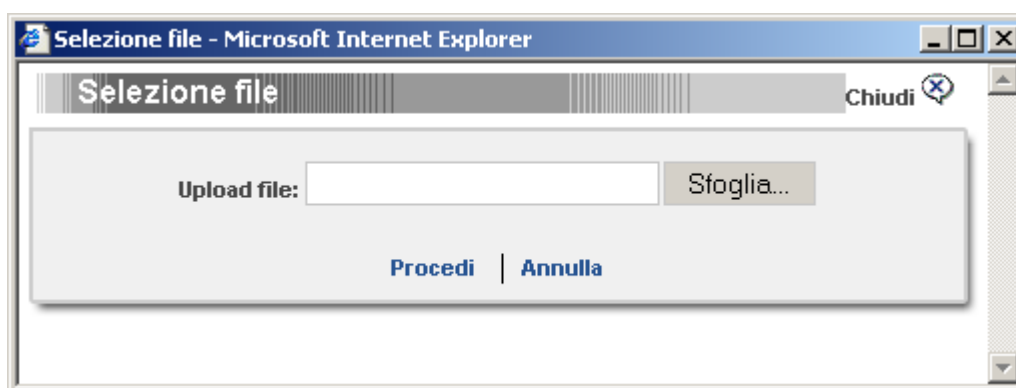 Selezione file - Microsoft Internet Explorer
Selezione file
Chiudi
Upload file:
Sfoglia...
Procedi | Annulla